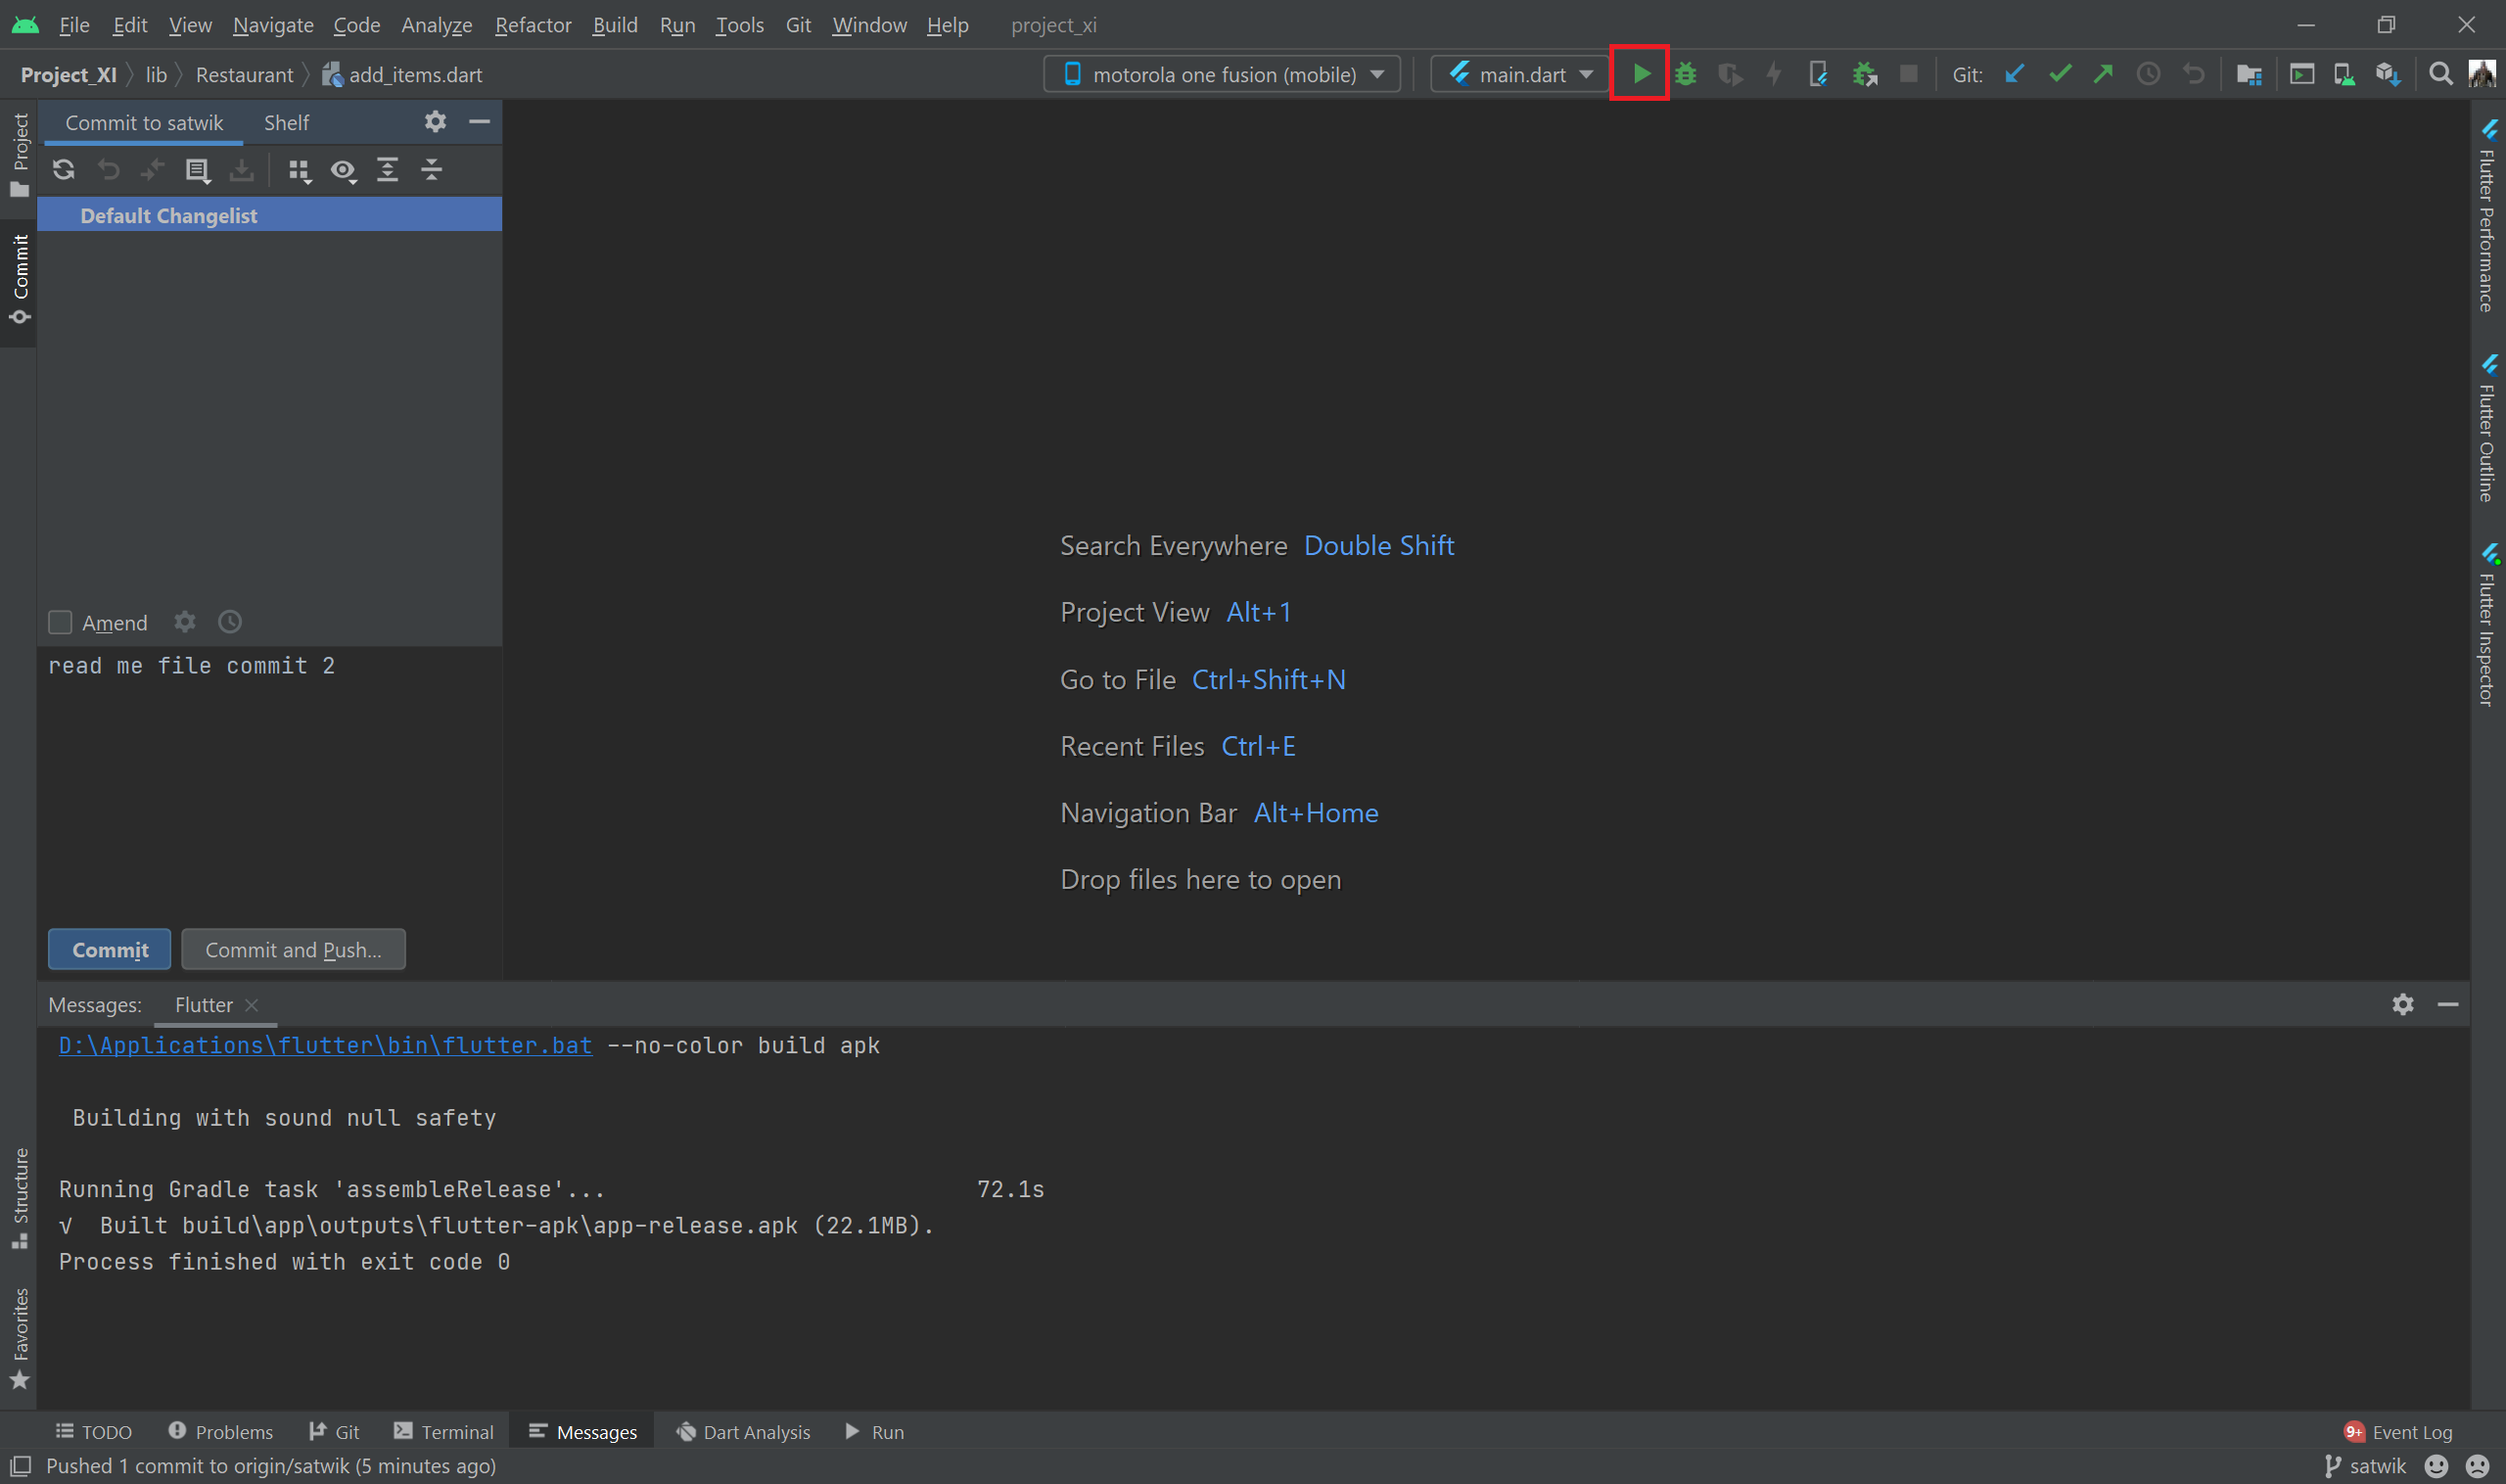 File Edit View Navigate Code Analyze Refactor Build Run Tools Git Window Help project_xi
Project_XI lib Restaurant add_items.dart motorola one fusion (mobile) main.dart Git:
Project
Commit
Structure
Favorites
Commit to satwik Shelf
Default Changelist
Amend
read me file commit 2
Commit Commit and Push...
Search Everywhere Double Shift
Project View Alt+1
Go to File Ctrl+Shift+N
Recent Files Ctrl+E
Navigation Bar Alt+Home
Drop files here to open
Flutter Performance
Flutter Outline
Flutter Inspector
Messages: Flutter
D:\Applications\flutter\bin\flutter.bat --no-color build apk
Building with sound null safety
Running Gradle task 'assembleRelease'... 72.1s
√ Built build\app\outputs\flutter-apk\app-release.apk (22.1MB).
Process finished with exit code 0
TODO Problems Git Terminal Messages Dart Analysis Run 9+ Event Log
Pushed 1 commit to origin/satwik (5 minutes ago) satwik